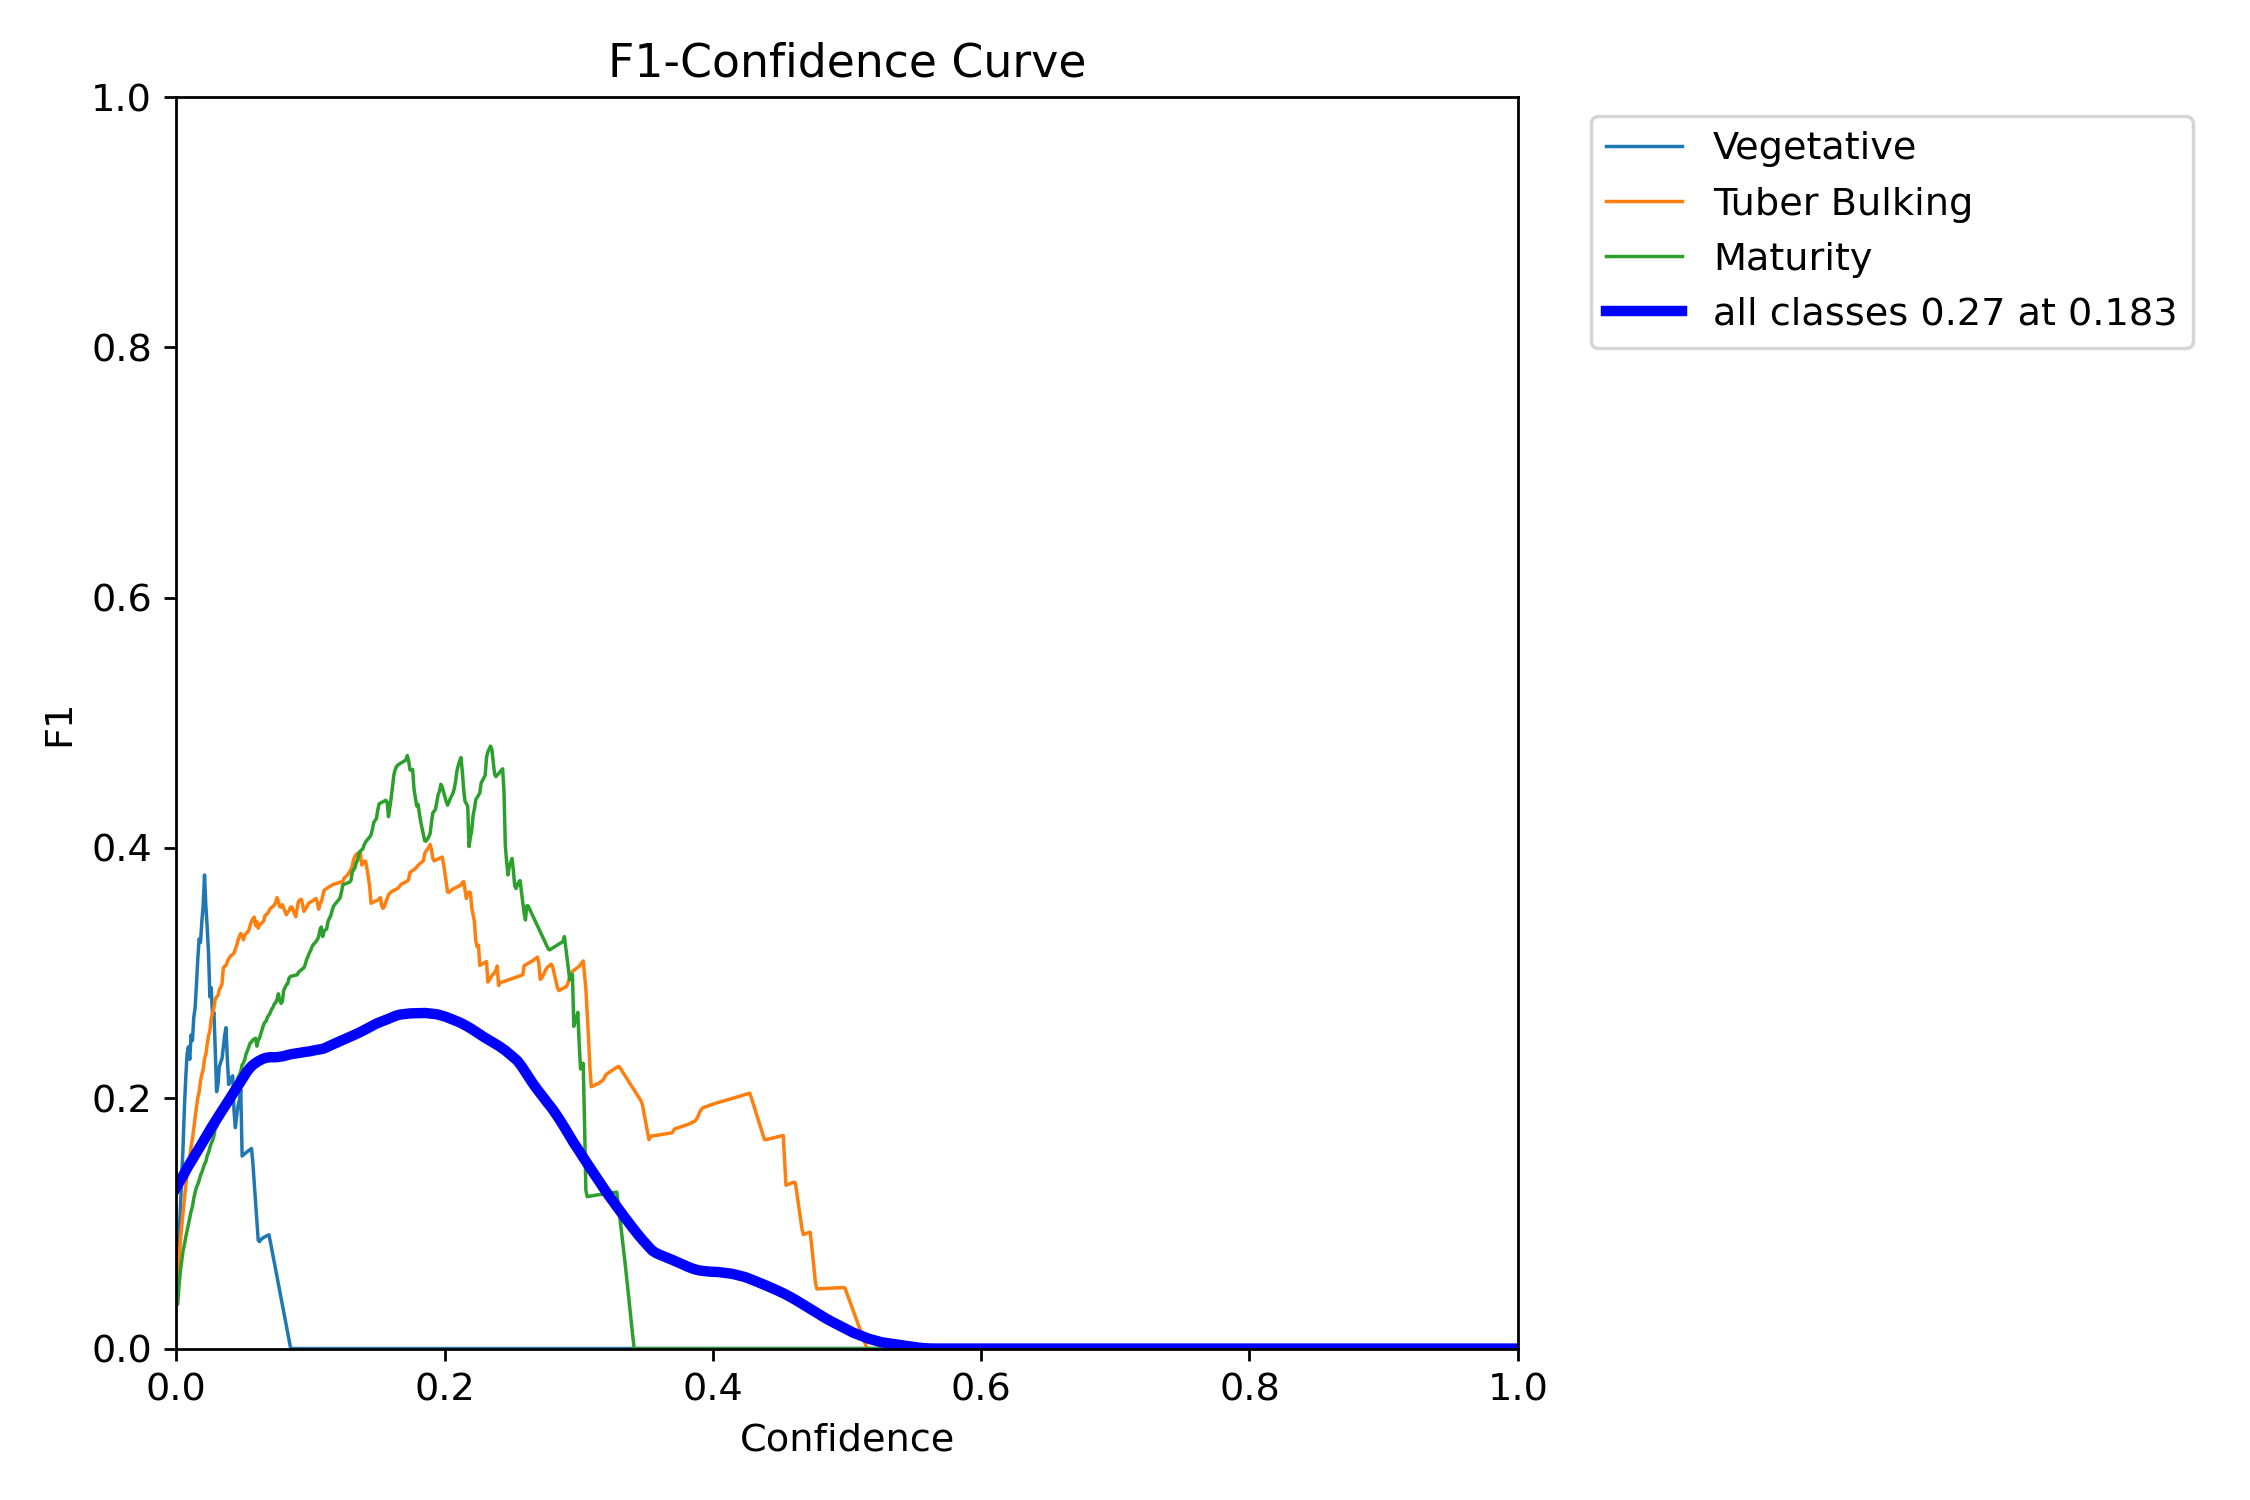 F1-Confidence Curve
1.0
0.8
0.6
0.4
0.2
0.0
F1
0.0 0.2 0.4 0.6 0.8 1.0
Confidence
Vegetative
Tuber Bulking
Maturity
all classes 0.27 at 0.183